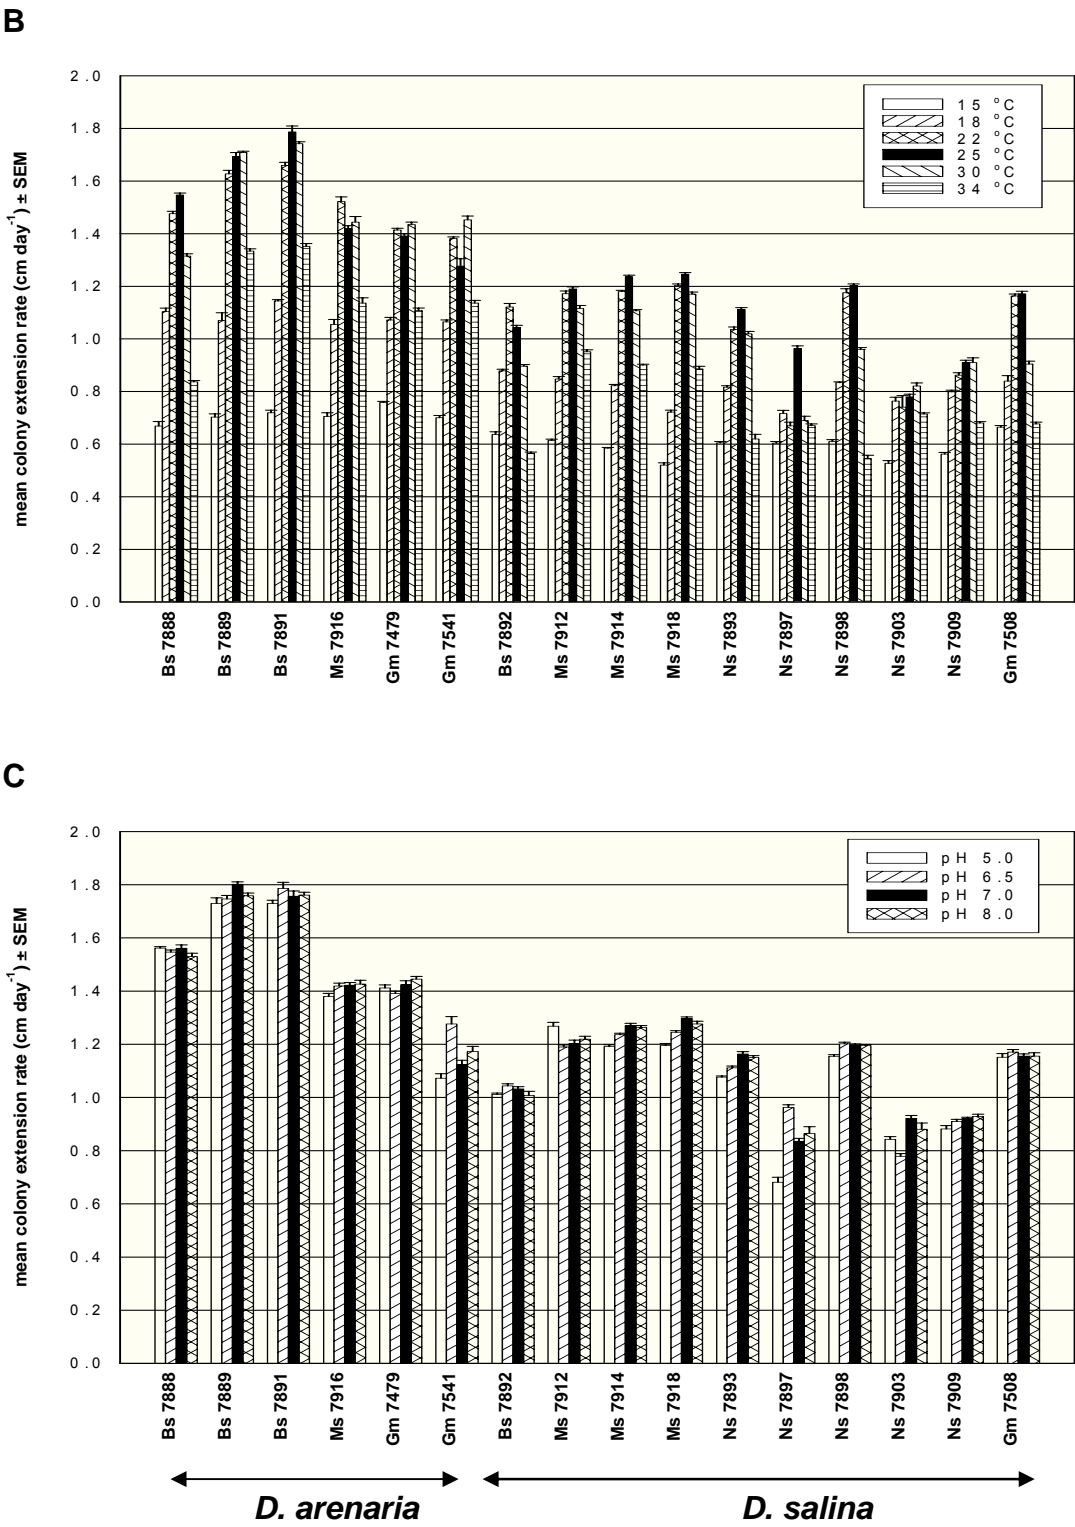 B
mean colony extension rate (cm day-1) ± SEM
2.0
1.8
1.6
1.4
1.2
1.0
0.8
0.6
0.4
0.2
0.0
15 °C
18 °C
22 °C
25 °C
30 °C
34 °C
Bs 7888
Bs 7889
Bs 7891
Ms 7916
Gm 7479
Gm 7541
Bs 7892
Ms 7912
Ms 7914
Ms 7918
Ns 7893
Ns 7897
Ns 7898
Ns 7903
Ns 7909
Gm 7508
C
mean colony extension rate (cm day-1) ± SEM
2.0
1.8
1.6
1.4
1.2
1.0
0.8
0.6
0.4
0.2
0.0
pH 5.0
pH 6.5
pH 7.0
pH 8.0
Bs 7888
Bs 7889
Bs 7891
Ms 7916
Gm 7479
Gm 7541
Bs 7892
Ms 7912
Ms 7914
Ms 7918
Ns 7893
Ns 7897
Ns 7598
Ns 7903
Ns 7909
Gm 7508
D. arenaria
D. salina